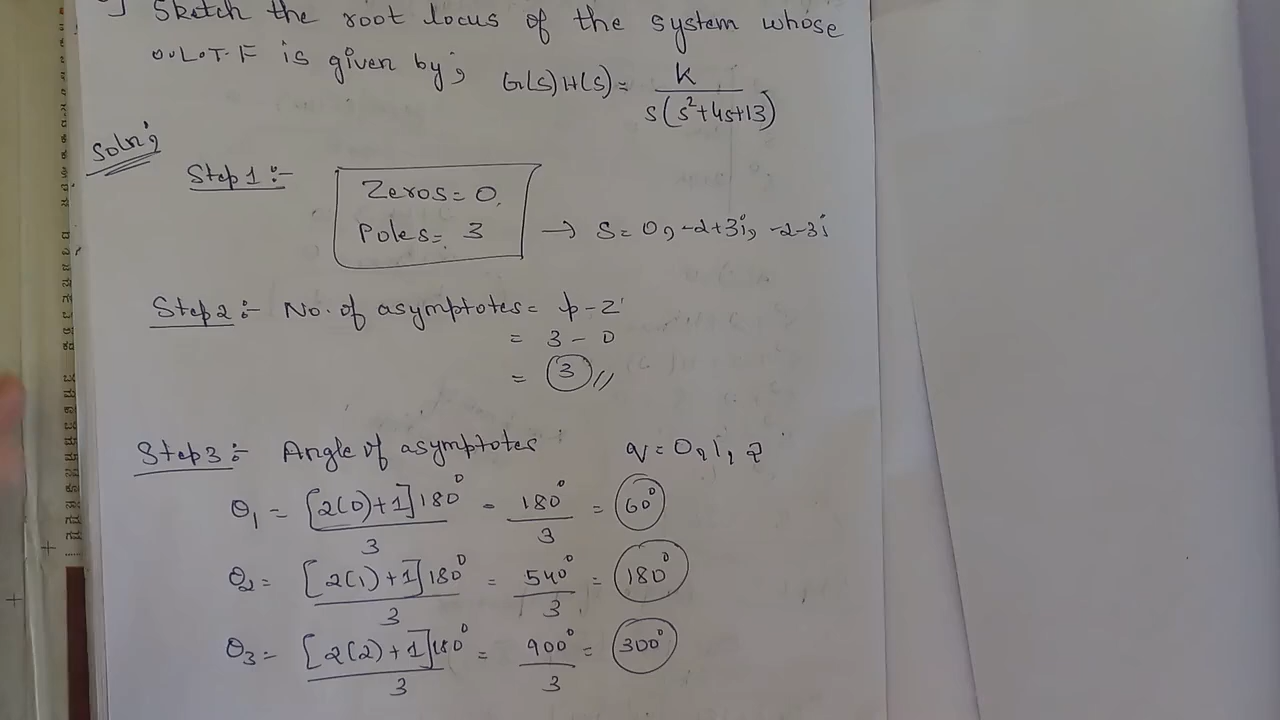 Sketch the root locus of the system whose
O.L.T.F is given by; G(s)H(s) = K / s(s²+4s+13)
Soln;
Step 1 :-
Zeros = 0.
Poles = 3 → s = 0, -2+3i, -2-3i
Step 2 :- No. of asymptotes = p - z
= 3 - 0
= 3 //
Step 3 :- Angle of asymptotes q = 0, 1, 2
θ₁ = [2(0)+1]180° / 3 = 180° / 3 = 60°
θ₂ = [2(1)+1]180° / 3 = 540° / 3 = 180°
θ₃ = [2(2)+1]180° / 3 = 900° / 3 = 300°